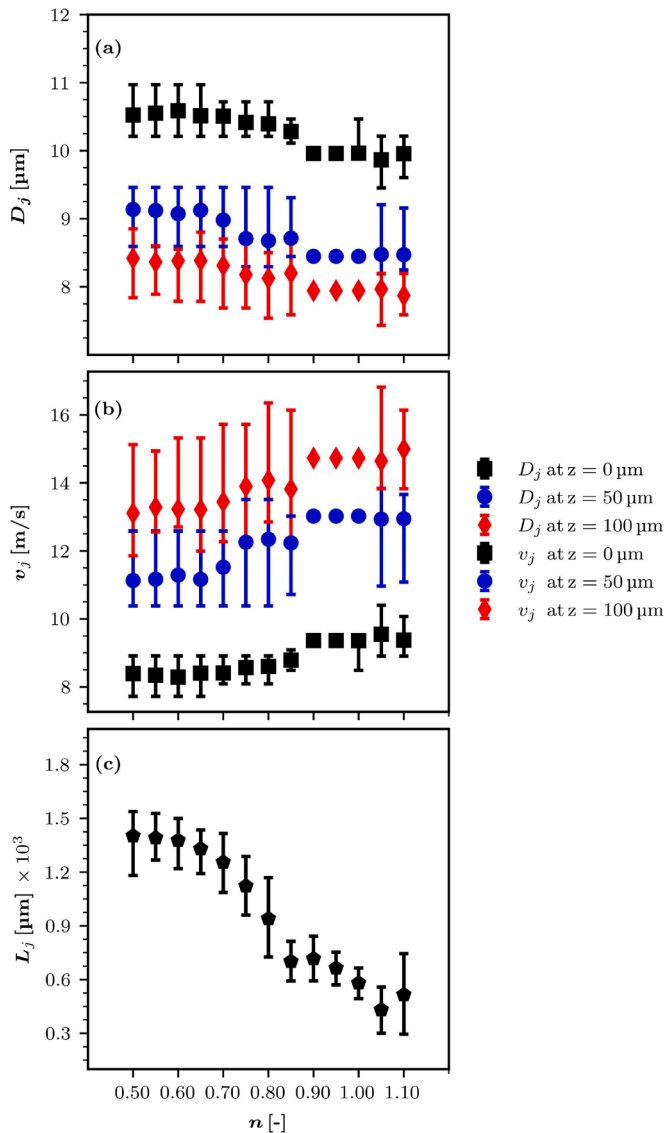 (a)
12
11
10
9
8
D_j [µm]
(b)
16
14
12
10
8
v_j [m/s]
D_j at z = 0 µm
D_j at z = 50 µm
D_j at z = 100 µm
v_j at z = 0 µm
v_j at z = 50 µm
v_j at z = 100 µm
(c)
1.8
1.5
1.2
0.9
0.6
0.3
L_j [µm] × 10³
0.50 0.60 0.70 0.80 0.90 1.00 1.10
n [-]